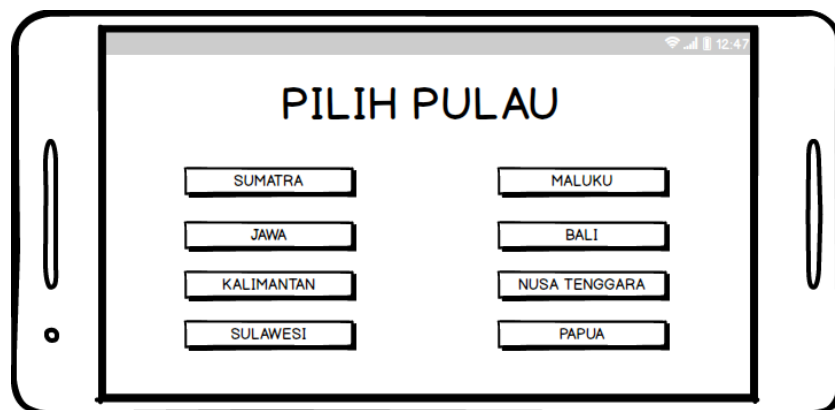 12:47
PILIH PULAU
SUMATRA
JAWA
KALIMANTAN
SULAWESI
MALUKU
BALI
NUSA TENGGARA
PAPUA